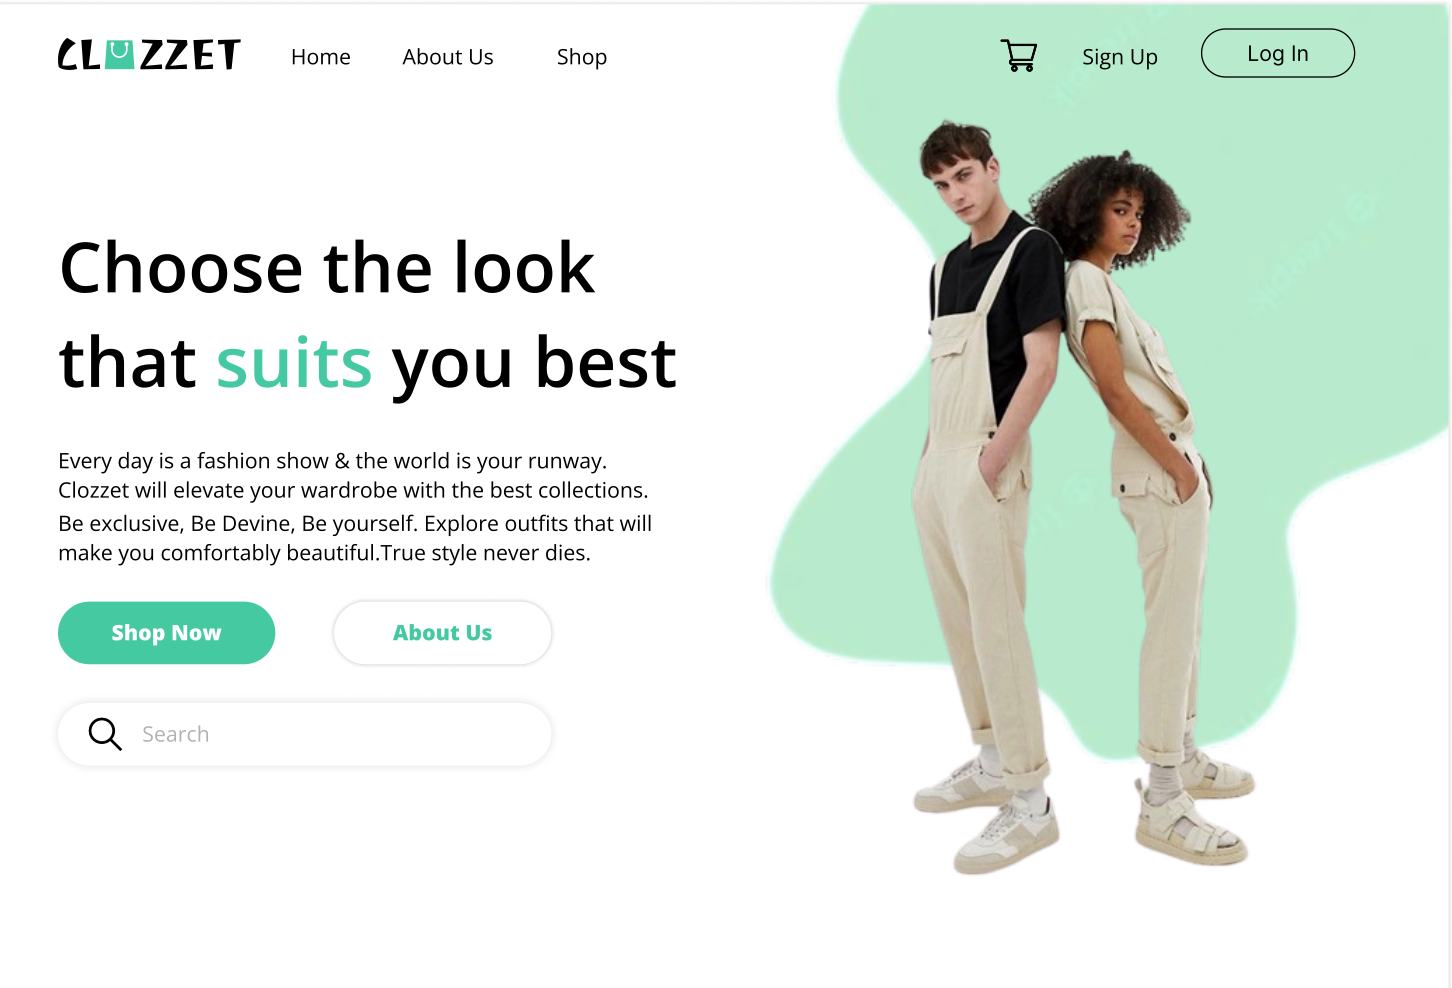 CLOZZET
Home
About Us
Shop
Sign Up
Log In
Choose the look
that suits you best
Every day is a fashion show & the world is your runway.
Clozzet will elevate your wardrobe with the best collections.
Be exclusive, Be Devine, Be yourself. Explore outfits that will
make you comfortably beautiful.True style never dies.
Shop Now
About Us
Search